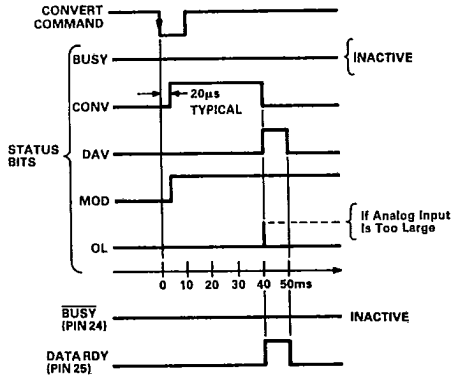 CONVERT
COMMAND
BUSY
INACTIVE
20µs
TYPICAL
CONV
STATUS
BITS
DAV
MOD
If Analog Input
Is Too Large
OL
0 10 20 30 40 50ms
BUSY
(PIN 24)
INACTIVE
DATA RDY
(PIN 25)